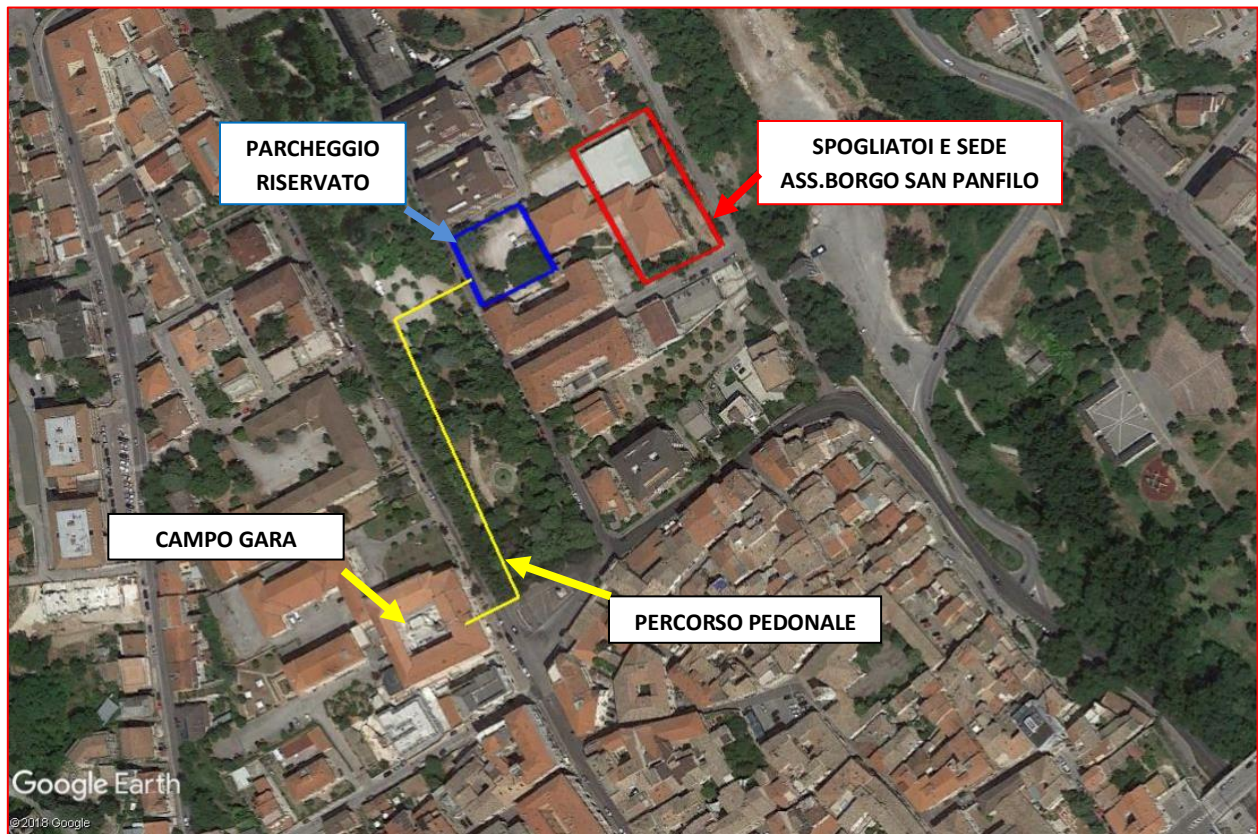 PARCHEGGIO
RISERVATO
SPOGLIATOI E SEDE
ASS.BORGO SAN PANFILO
CAMPO GARA
PERCORSO PEDONALE
Google Earth
©2018 Google